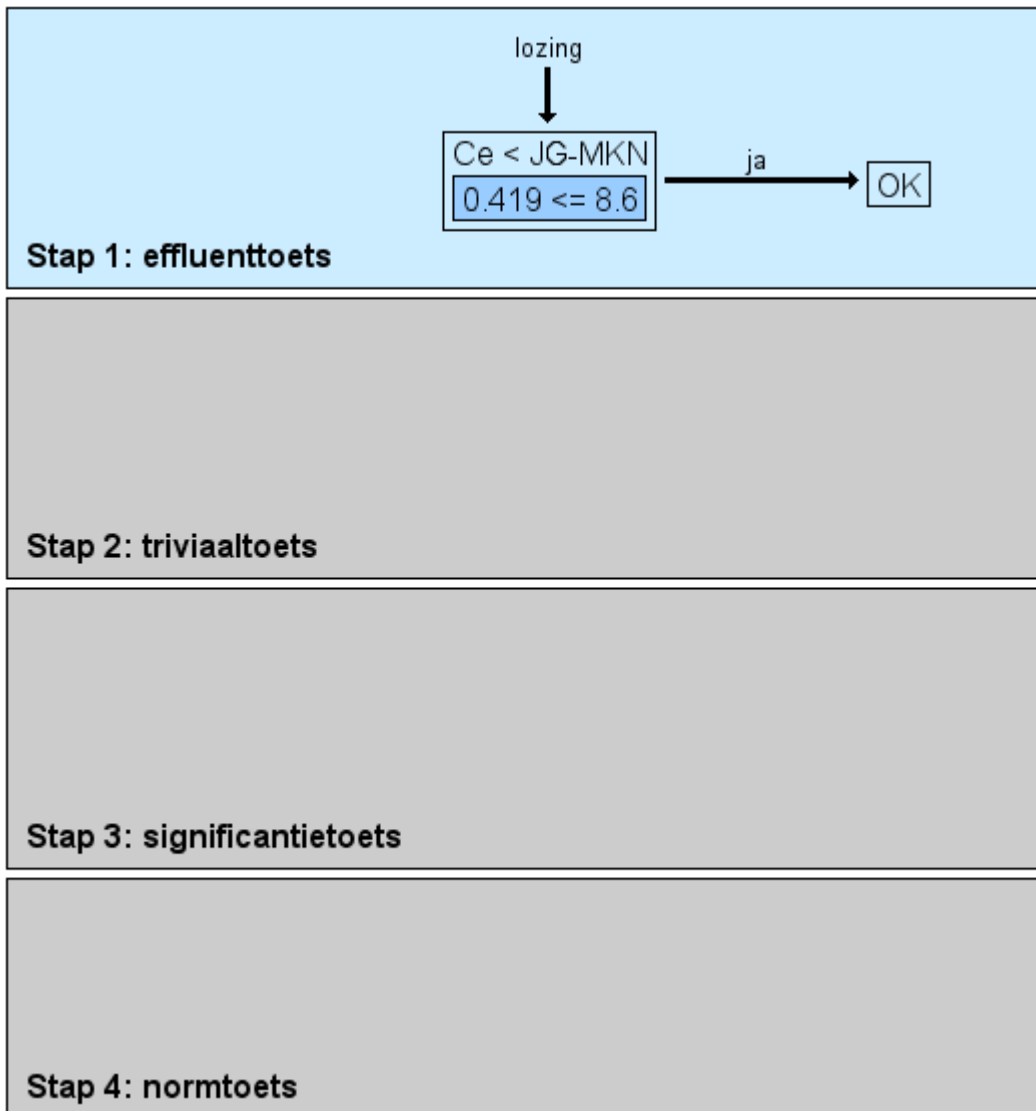 lozing
Ce < JG-MKN
0.419 <= 8.6
ja
OK
Stap 1: effluenttoets
Stap 2: triviaaltoets
Stap 3: significantietoets
Stap 4: normtoets